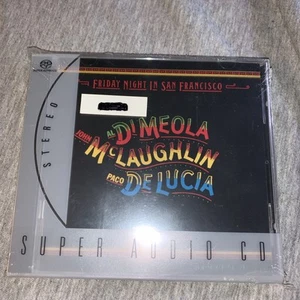 FRIDAY NIGHT IN SAN FRANCISCO
AL DI MEOLA
JOHN MCLAUGHLIN
PACO DE LUCIA
STEREO
SUPER AUDIO CD